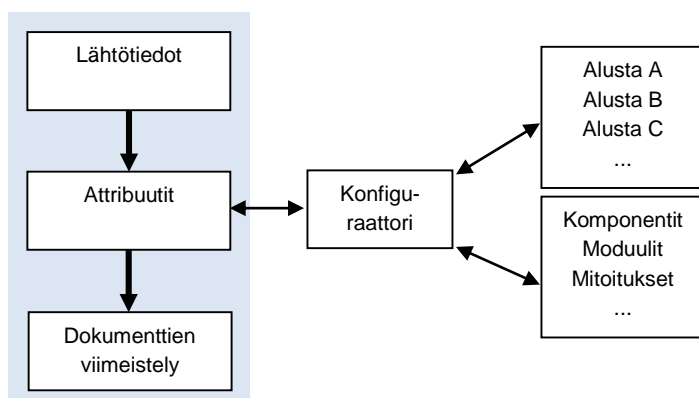 Lähtötiedot
Attribuutit
Dokumenttien
viimeistely
Konfigu-
raattori
Alusta A
Alusta B
Alusta C
...
Komponentit
Moduulit
Mitoitukset
...